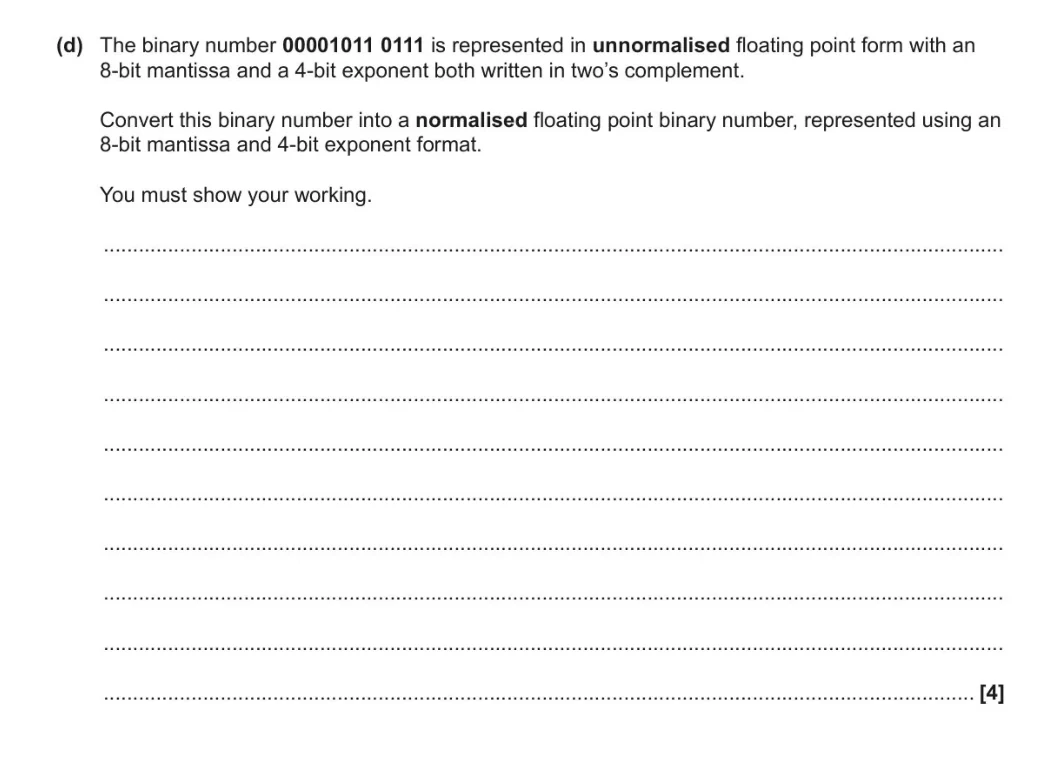 (d) The binary number 00001011 0111 is represented in unnormalised floating point form with an
8-bit mantissa and a 4-bit exponent both written in two’s complement.
Convert this binary number into a normalised floating point binary number, represented using an
8-bit mantissa and 4-bit exponent format.
You must show your working.
[4]